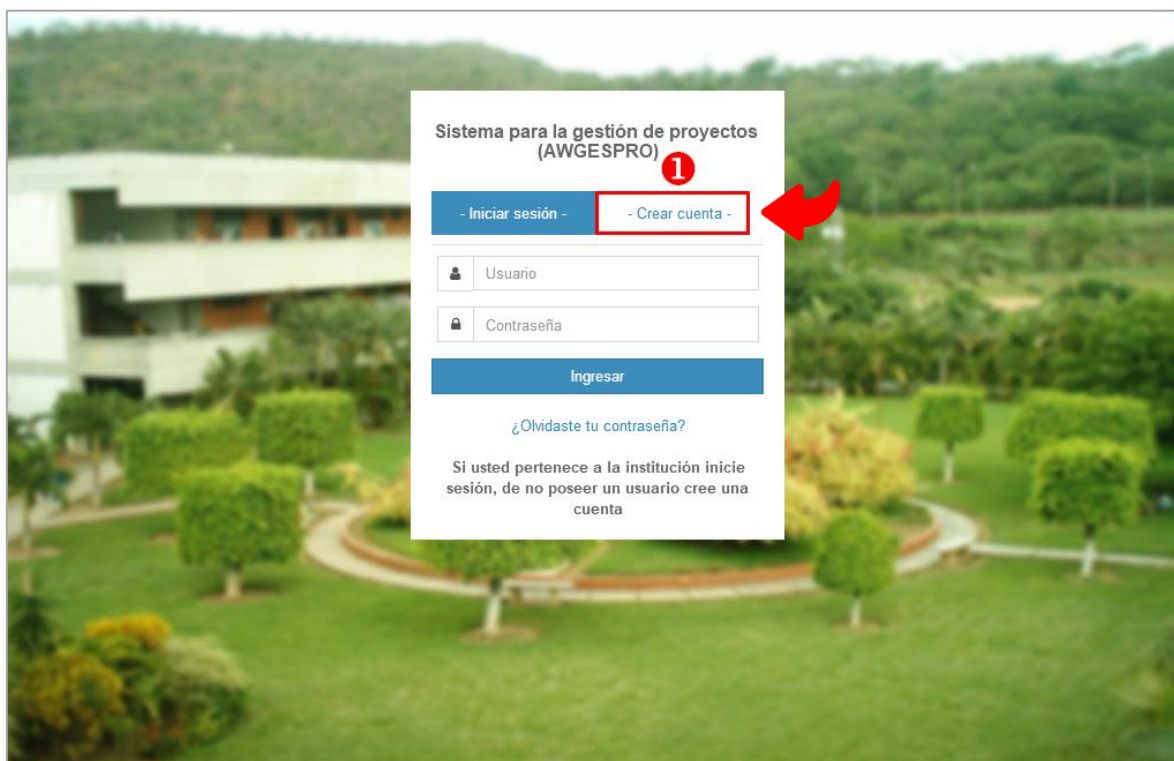 Sistema para la gestión de proyectos
(AWGESPRO)
1
- Iniciar sesión -
- Crear cuenta -
Usuario
Contraseña
Ingresar
¿Olvidaste tu contraseña?
Si usted pertenece a la institución inicie
sesión, de no poseer un usuario cree una
cuenta